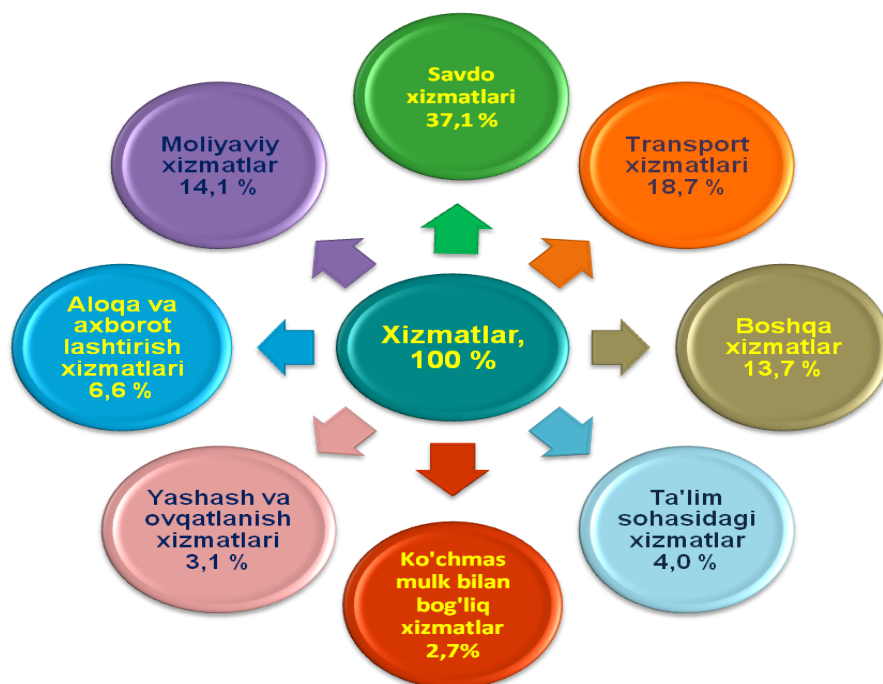 Savdo
xizmatlari
37,1 %
Transport
xizmatlari
18,7 %
Boshqa
xizmatlar
13,7 %
Ta'lim
sohasidagi
xizmatlar
4,0 %
Ko'chmas
mulk bilan
bog'liq
xizmatlar
2,7%
Yashash va
ovqatlanish
xizmatlari
3,1 %
Aloqa va
axborot
lashtirish
xizmatlari
6,6 %
Moliyaviy
xizmatlar
14,1 %
Xizmatlar,
100 %